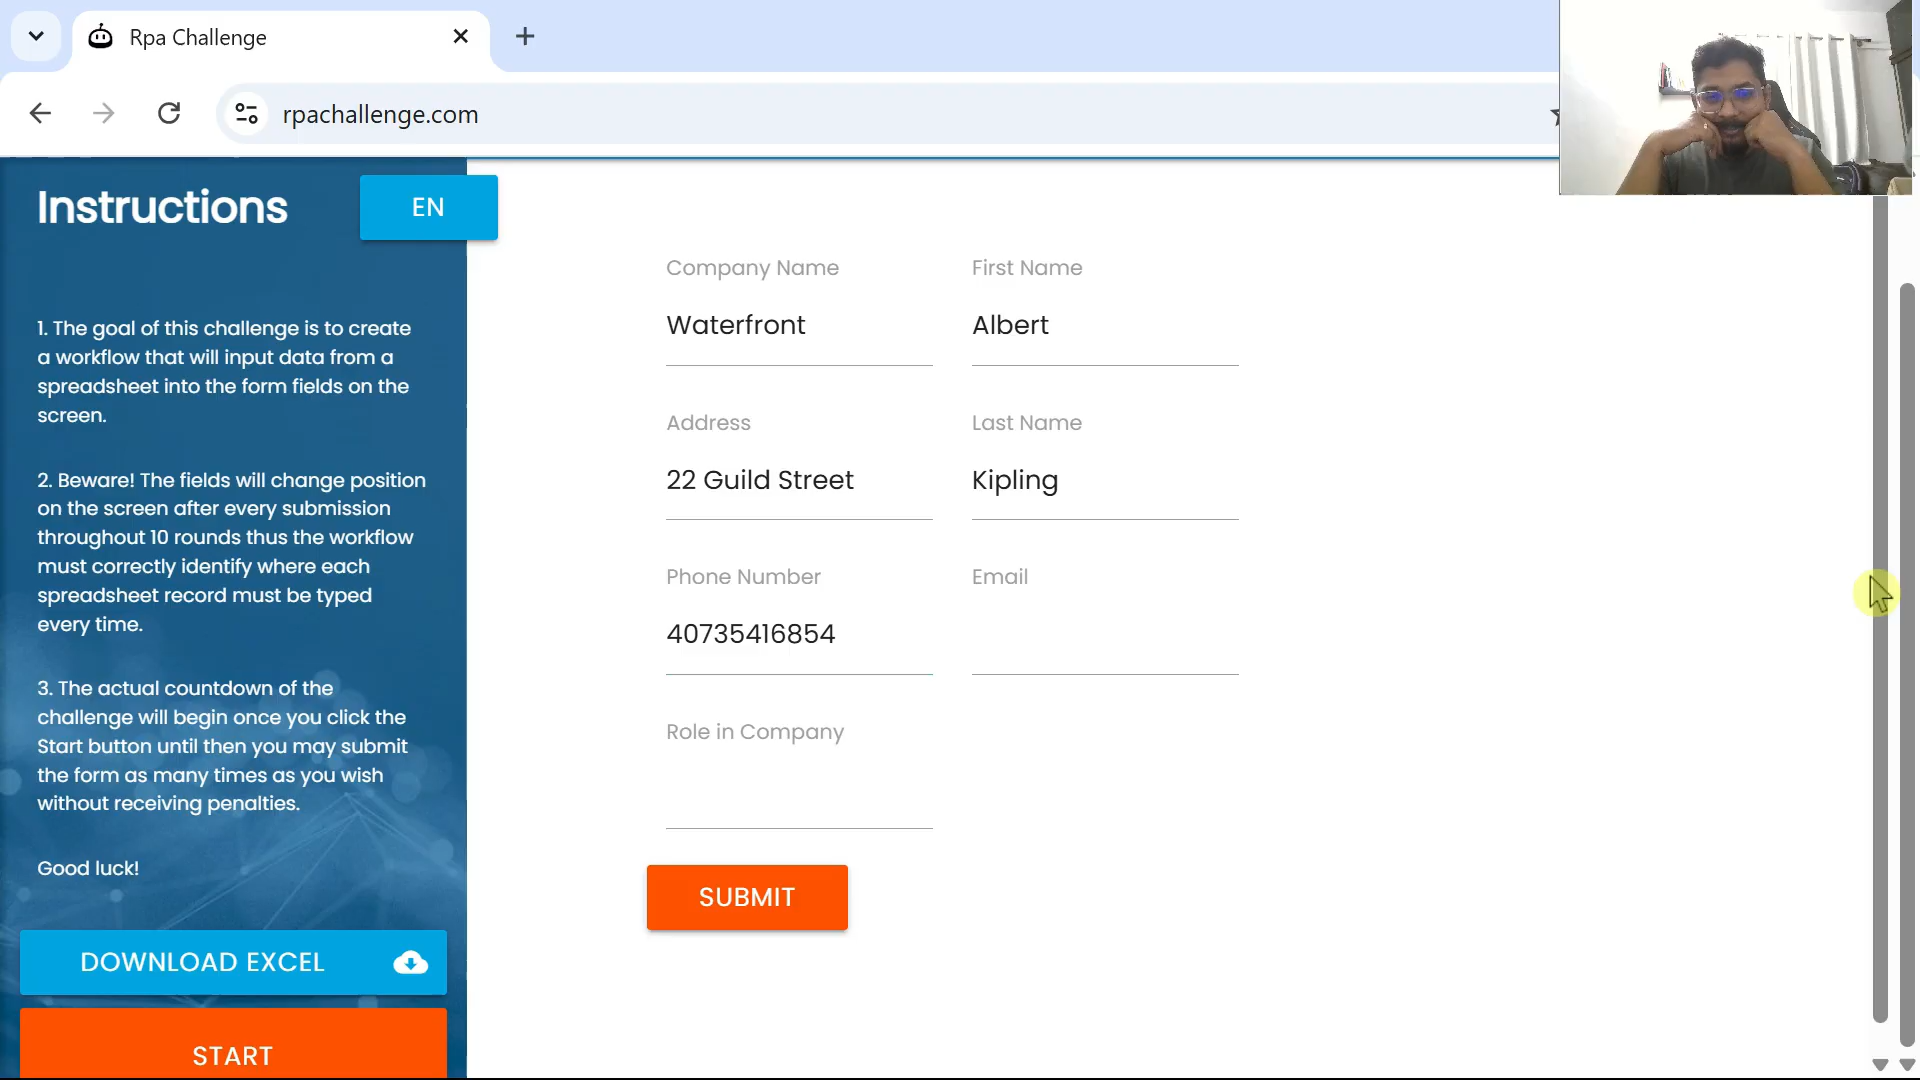 Rpa Challenge
rpachallenge.com
Instructions
EN
1. The goal of this challenge is to create
a workflow that will input data from a
spreadsheet into the form fields on the
screen.
2. Beware! The fields will change position
on the screen after every submission
throughout 10 rounds thus the workflow
must correctly identify where each
spreadsheet record must be typed
every time.
3. The actual countdown of the
challenge will begin once you click the
Start button until then you may submit
the form as many times as you wish
without receiving penalties.
Good luck!
DOWNLOAD EXCEL
START
Company Name
First Name
Waterfront
Albert
Address
Last Name
22 Guild Street
Kipling
Phone Number
Email
40735416854
Role in Company
SUBMIT